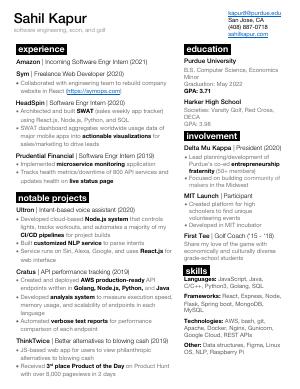 Sahil Kapur
software engineering, econ, and golf
kapur8@purdue.edu
San Jose, CA
(408) 887-0718
sahilkapur.com
experience
Amazon | Incoming Software Engr Intern (2021)
Sym | Freelance Web Developer (2020)
• Collaborated with engineering team to rebuild company
website in React (https://symops.com)
HeadSpin | Software Engr Intern (2020)
• Architected and built SWAT (sales weekly app tracker)
using React.js, Node.js, Python, and SQL
• SWAT dashboard aggregates worldwide usage data of
major mobile apps into actionable visualizations for
sales/marketing to drive leads
Prudential Financial | Software Engr Intern (2019)
• Implemented microservice monitoring application
• Tracks health metrics/downtime of 800 API services and
updates health on live status page
notable projects
Ultron | Intent-based voice assistant (2020)
• Developed cloud-based Node.js system that controls
lights, tracks workouts, and automates a majority of my
CI/CD pipelines for project builds
• Built customized NLP service to parse intents
• Service runs on Siri, Alexa, Google, and uses React.js for
web interface
Cratus | API performance tracking (2019)
• Created and deployed AWS production-ready API
endpoints written in Golang, Node.js, Python, and Java
• Developed analysis system to measure execution speed,
memory usage, and scalability of endpoints in each
language
• Automated verbose test reports for performance
comparison of each endpoint
ThinkTwice | Better alternatives to blowing cash (2019)
• JS-based web app for users to view philanthropic
alternatives to blowing cash
• Received 3rd place Product of the Day on Product Hunt
with over 5,000 pageviews in 2 days
education
Purdue University
B.S. Computer Science, Economics
Minor
Graduation: May 2022
GPA: 3.71
Harker High School
Societies: Varsity Golf, Red Cross,
DECA
GPA: 3.98
involvement
Delta Mu Kappa | President (2020)
• Lead planning/development of
Purdue's co-ed entrepreneurship
fraternity (50+ members)
• Focused on building community of
makers in the Midwest
MIT Launch | Participant
• Created platform for high
schoolers to find unique
volunteering events
• Developed in MIT incubator
First Tee | Golf Coach ('15 - '18)
Share my love of the game with
economically and culturally diverse
grade-school students
skills
Languages: JavaScript, Java,
C/C++, Python3, Golang, SQL
Frameworks: React, Express, Node,
Flask, Spring boot, MongoDB,
MySQL
Technologies: AWS, bash, git,
Apache, Docker, Nginx, Gunicorn,
Google Cloud, REST APIs
Other: Data structures, Figma, Linux
OS, NLP, Raspberry Pi